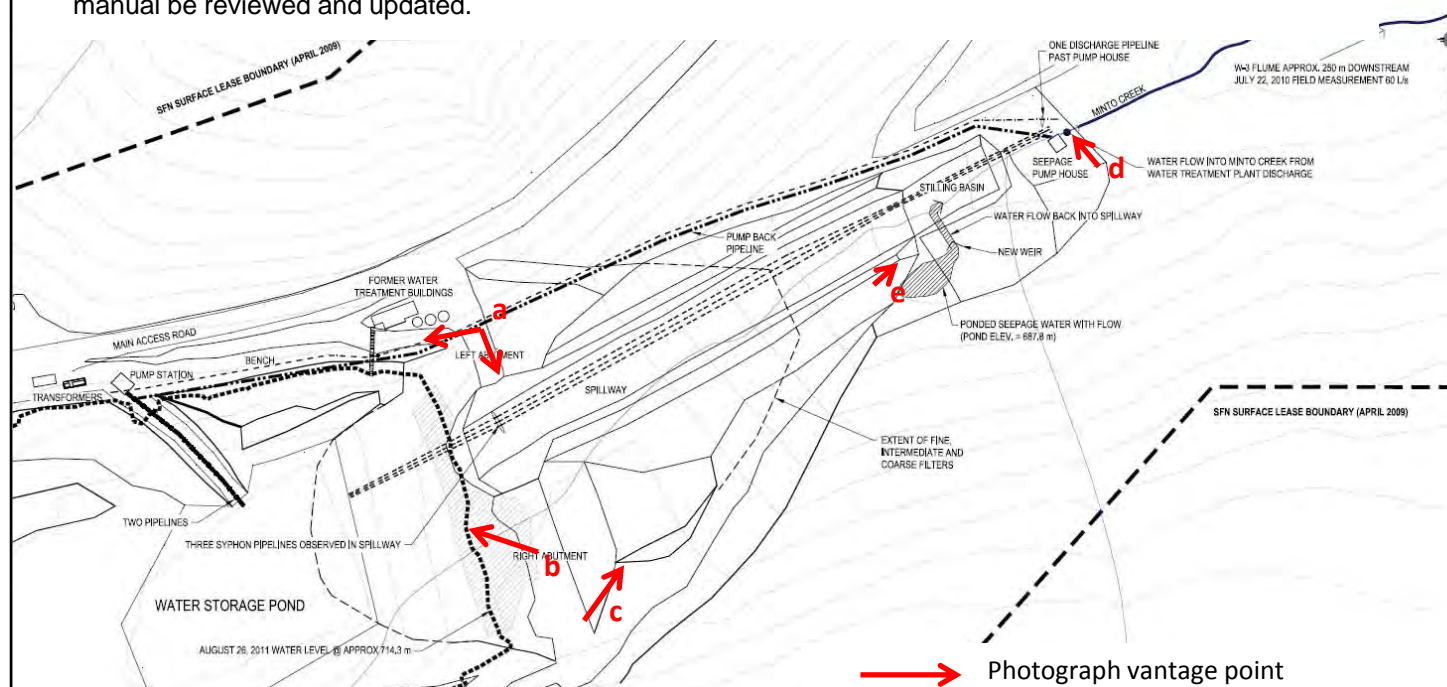 manual be reviewed and updated.
SFN SURFACE LEASE BOUNDARY (APRIL 2009)
ONE DISCHARGE PIPELINE
PAST PUMP HOUSE
W-3 FLUME APPROX. 250 m DOWNSTREAM
JULY 22, 2010 FIELD MEASUREMENT 60 L/s
MINTO CREEK
SEEPAGE
PUMP HOUSE
d
WATER FLOW INTO MINTO CREEK FROM
WATER TREATMENT PLANT DISCHARGE
STILLING BASIN
WATER FLOW BACK INTO SPILLWAY
PUMP BACK
PIPELINE
NEW WEIR
FORMER WATER
TREATMENT BUILDINGS
e
a
PONDED SEEPAGE WATER WITH FLOW
(POND ELEV. = 687.8 m)
MAIN ACCESS ROAD
BENCH
LEFT ABUTMENT
PUMP STATION
TRANSFORMERS
SPILLWAY
SFN SURFACE LEASE BOUNDARY (APRIL 2009)
EXTENT OF FINE,
INTERMEDIATE AND
COARSE FILTERS
TWO PIPELINES
THREE SYPHON PIPELINES OBSERVED IN SPILLWAY
RIGHT ABUTMENT
b
c
WATER STORAGE POND
AUGUST 26, 2011 WATER LEVEL @ APPROX 714.3 m
Photograph vantage point